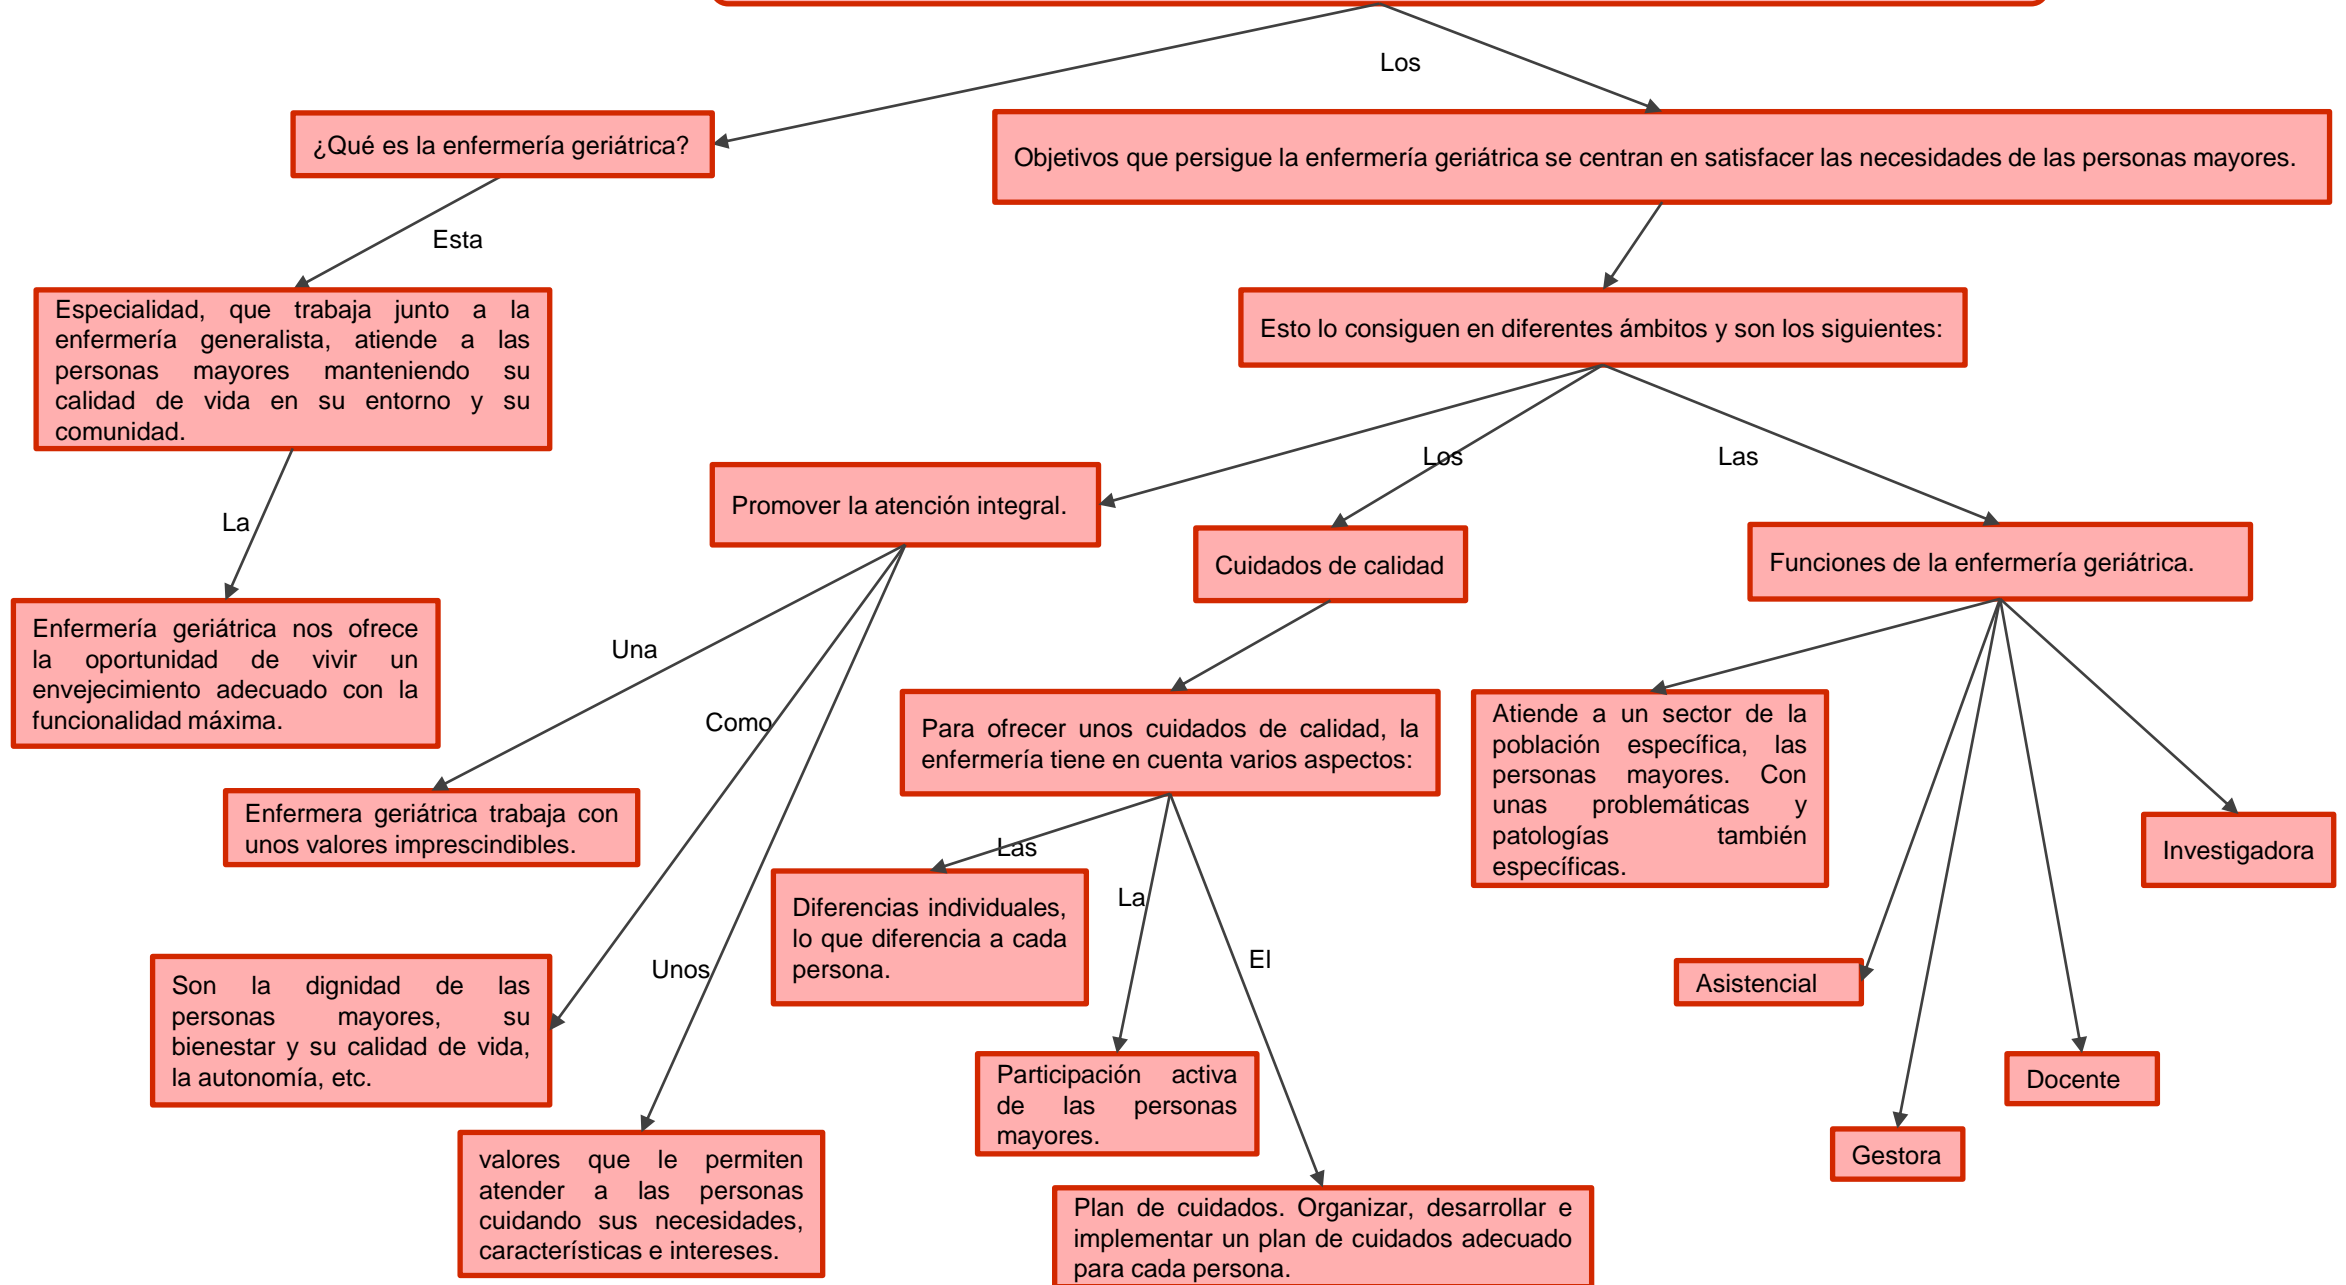 Los
¿Qué es la enfermería geriátrica?
Objetivos que persigue la enfermería geriátrica se centran en satisfacer las necesidades de las personas mayores.
Esta
Especialidad, que trabaja junto a la
enfermería generalista, atiende a las
personas mayores manteniendo su
calidad de vida en su entorno y su
comunidad.
Esto lo consiguen en diferentes ámbitos y son los siguientes:
Los
Las
Promover la atención integral.
La
Cuidados de calidad
Funciones de la enfermería geriátrica.
Enfermería geriátrica nos ofrece
la oportunidad de vivir un
envejecimiento adecuado con la
funcionalidad máxima.
Una
Como
Para ofrecer unos cuidados de calidad, la
enfermería tiene en cuenta varios aspectos:
Atiende a un sector de la
población específica, las
personas mayores. Con
unas problemáticas y
patologías también
específicas.
Enfermera geriátrica trabaja con
unos valores imprescindibles.
Investigadora
Las
La
Diferencias individuales,
lo que diferencia a cada
persona.
El
Unos
Son la dignidad de las
personas mayores, su
bienestar y su calidad de vida,
la autonomía, etc.
Asistencial
Participación activa
de las personas
mayores.
Docente
Gestora
valores que le permiten
atender a las personas
cuidando sus necesidades,
características e intereses.
Plan de cuidados. Organizar, desarrollar e
implementar un plan de cuidados adecuado
para cada persona.